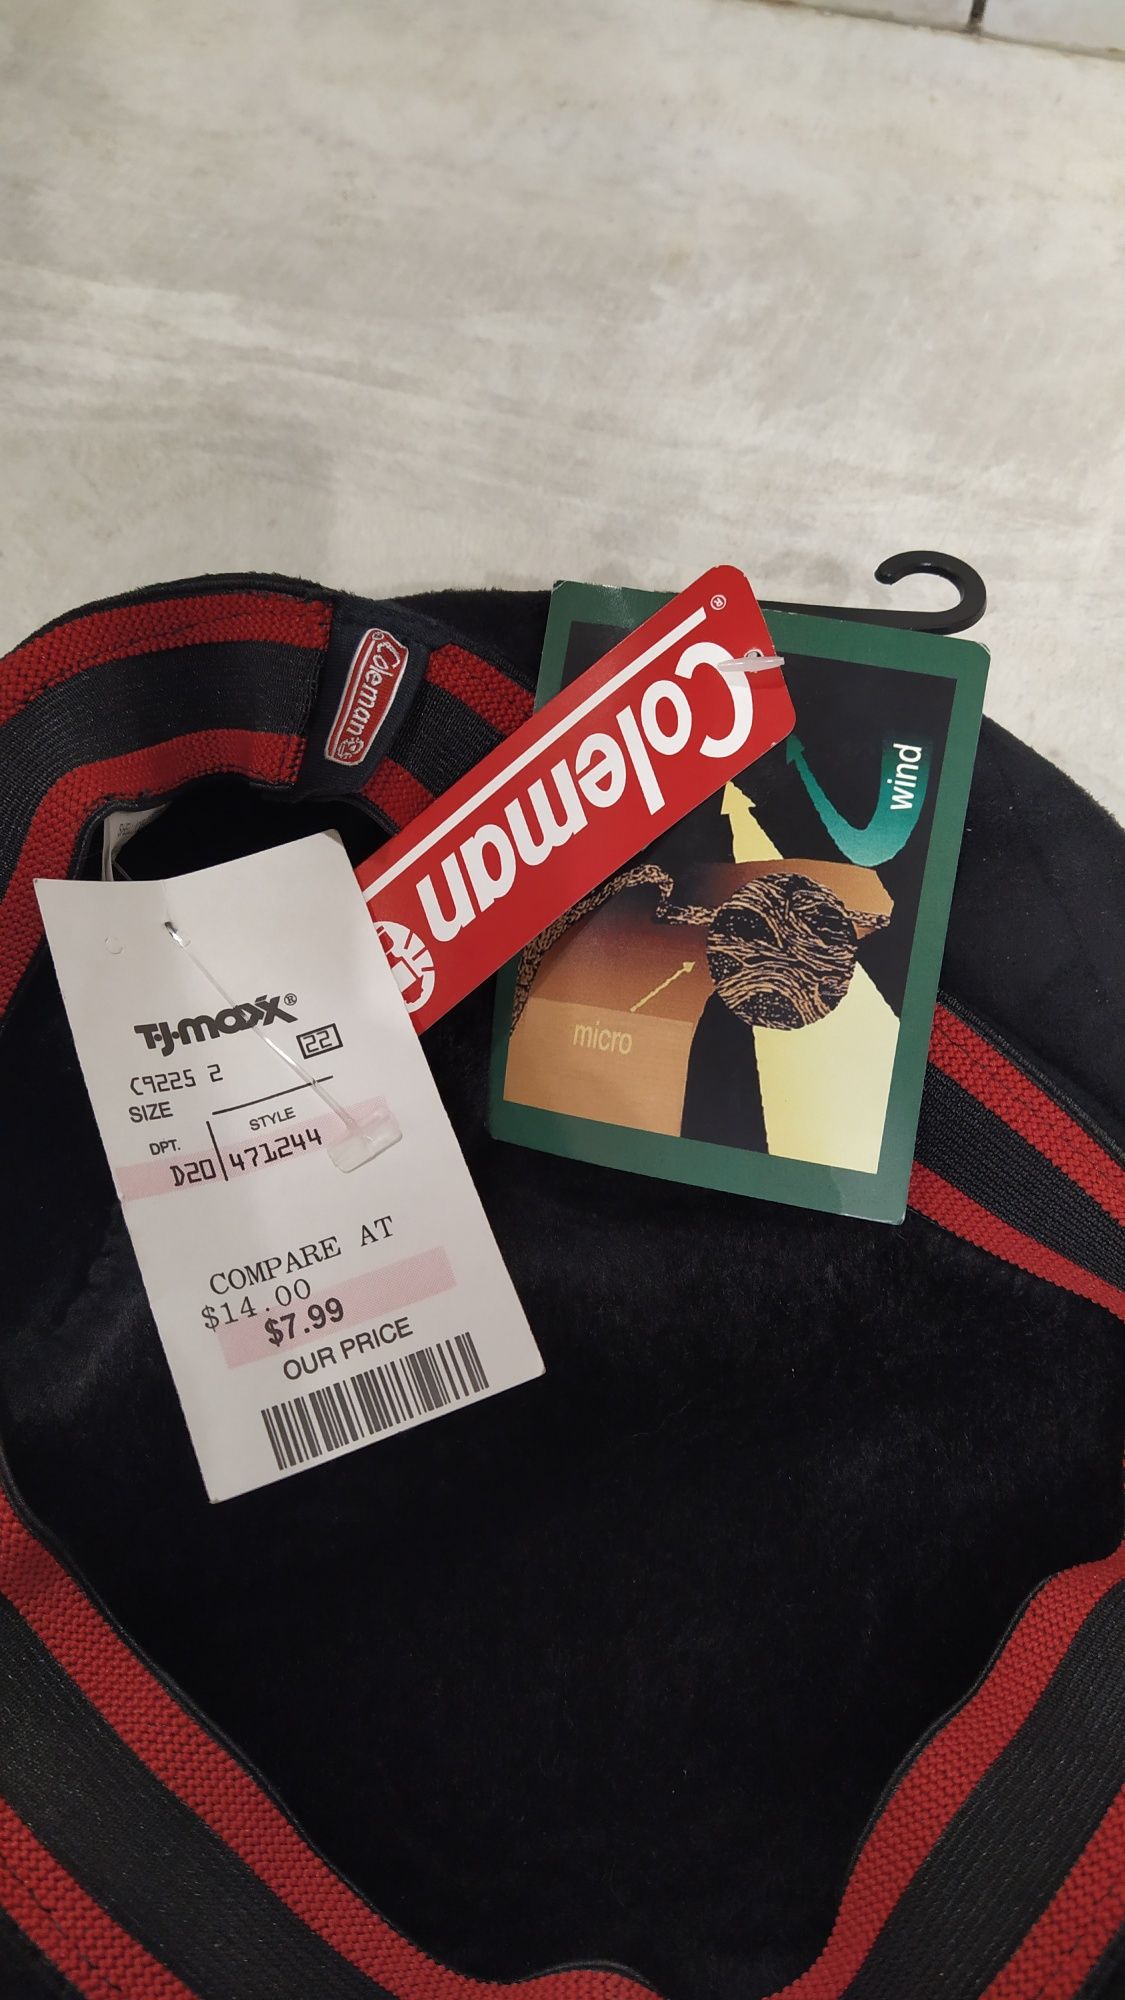 Coleman
Coleman®
wind
micro
T·J·maxx®
22
C9225 2
SIZE
DPT.
STYLE
D20 471244
COMPARE AT
$14.00
$7.99
OUR PRICE